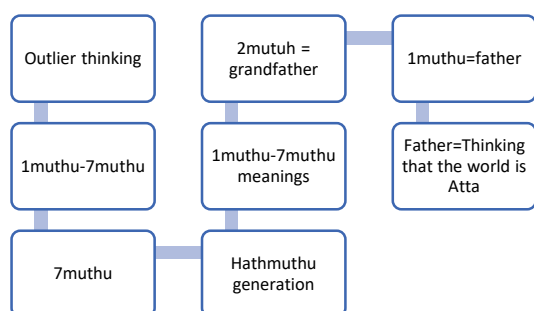 Outlier thinking
1muthu-7muthu
7muthu
Hathmuthu
generation
1muthu-7muthu
meanings
2mutuh =
grandfather
1muthu=father
Father=Thinking
that the world is
Atta